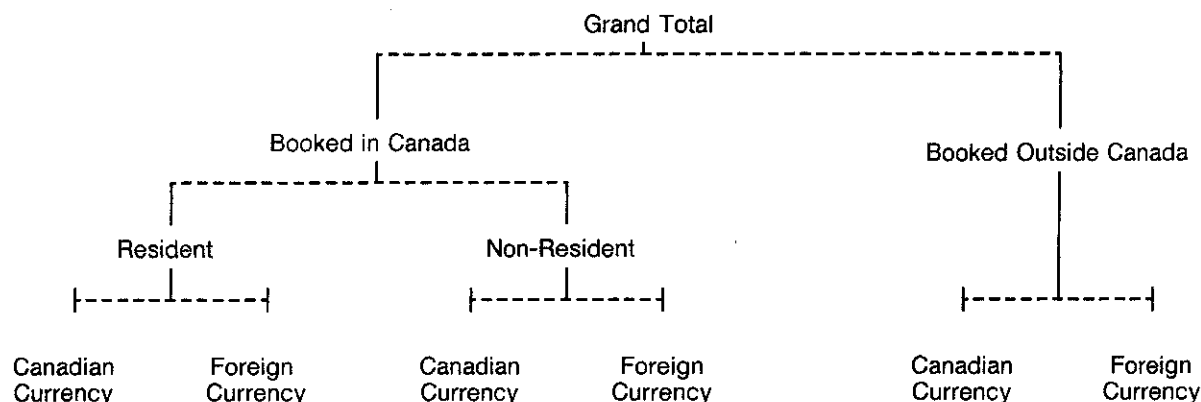 Grand Total
Booked in Canada
Booked Outside Canada
Resident
Non-Resident
Canadian
Currency
Foreign
Currency
Canadian
Currency
Foreign
Currency
Canadian
Currency
Foreign
Currency